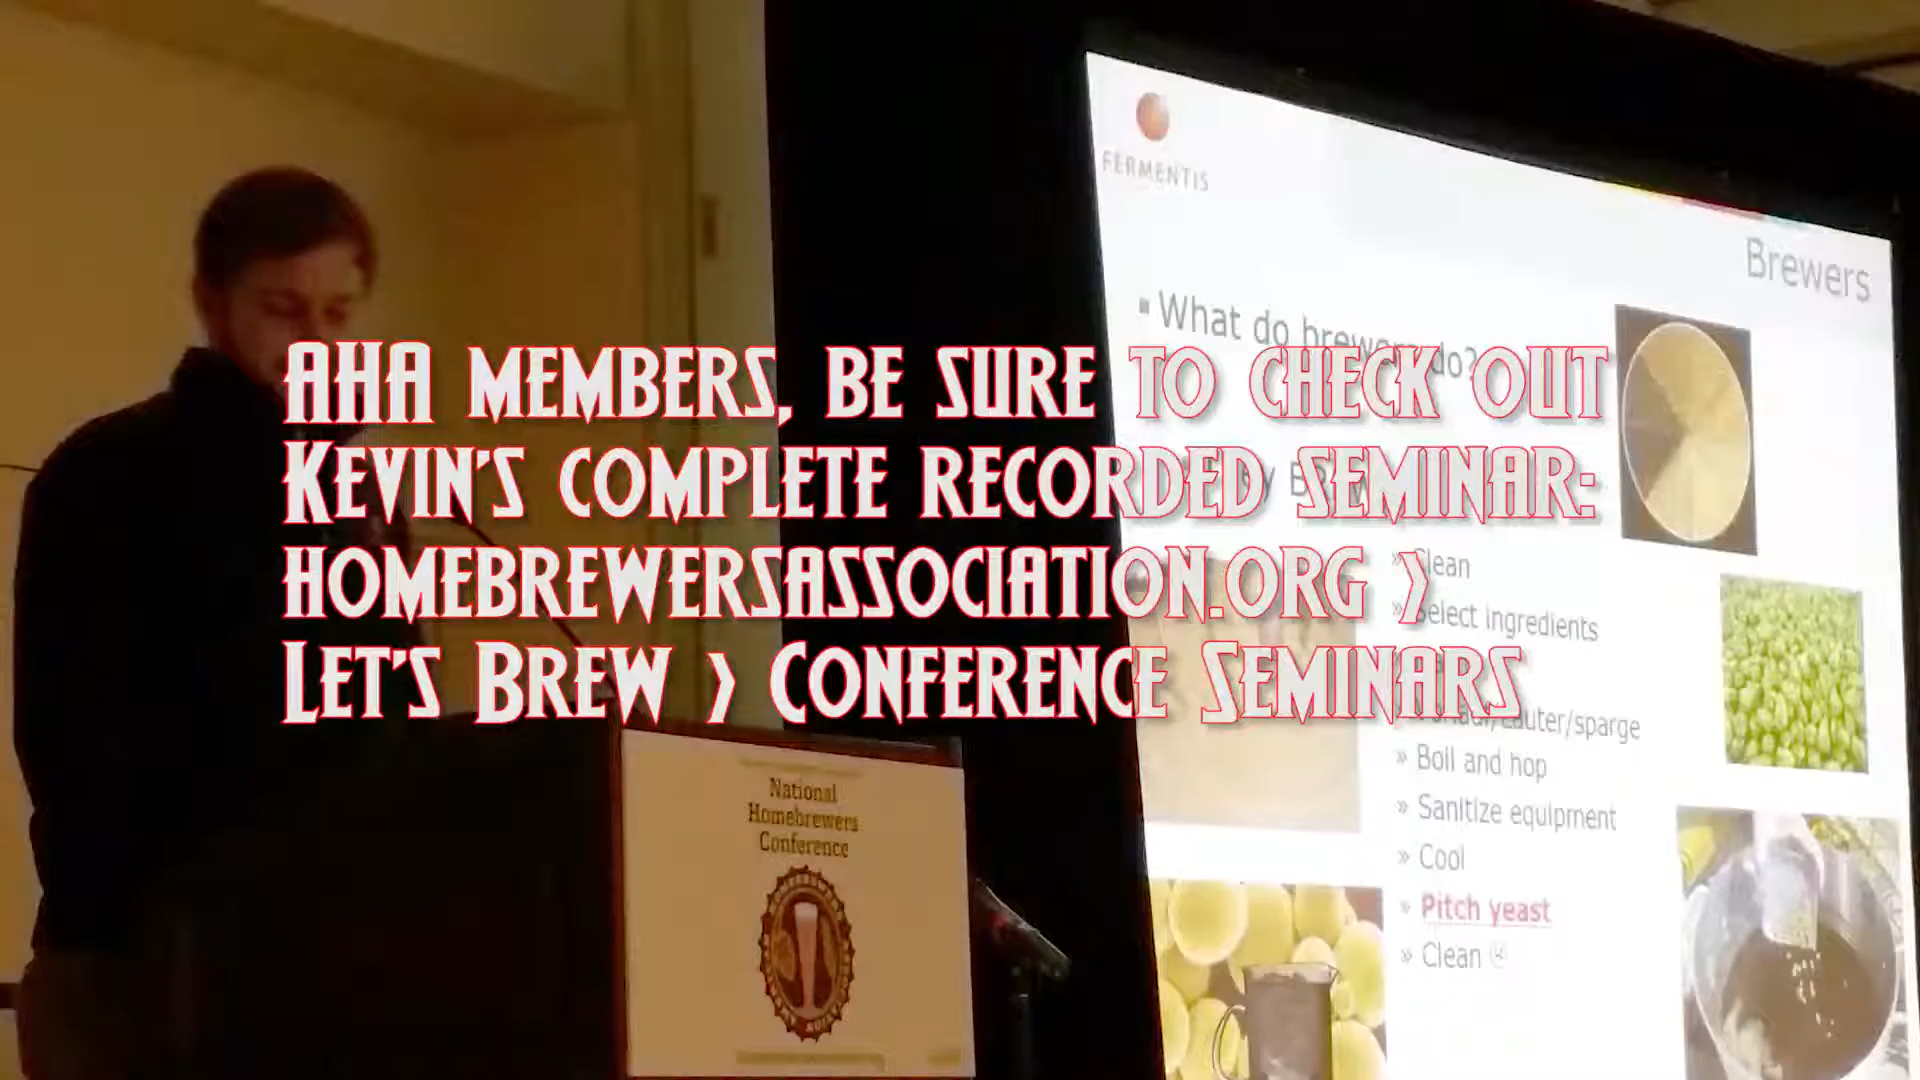 AHA members, be sure to check out
Kevin's complete recorded seminar:
homebrewersassociation.org >
Let's Brew > Conference Seminars
FERMENTIS
Brewers
▪ What do brewers do?
» Clean
» Select ingredients
/Lauter/sparge
» Boil and hop
» Sanitize equipment
» Cool
» Pitch yeast
» Clean ☹
National
Homebrewers
Conference